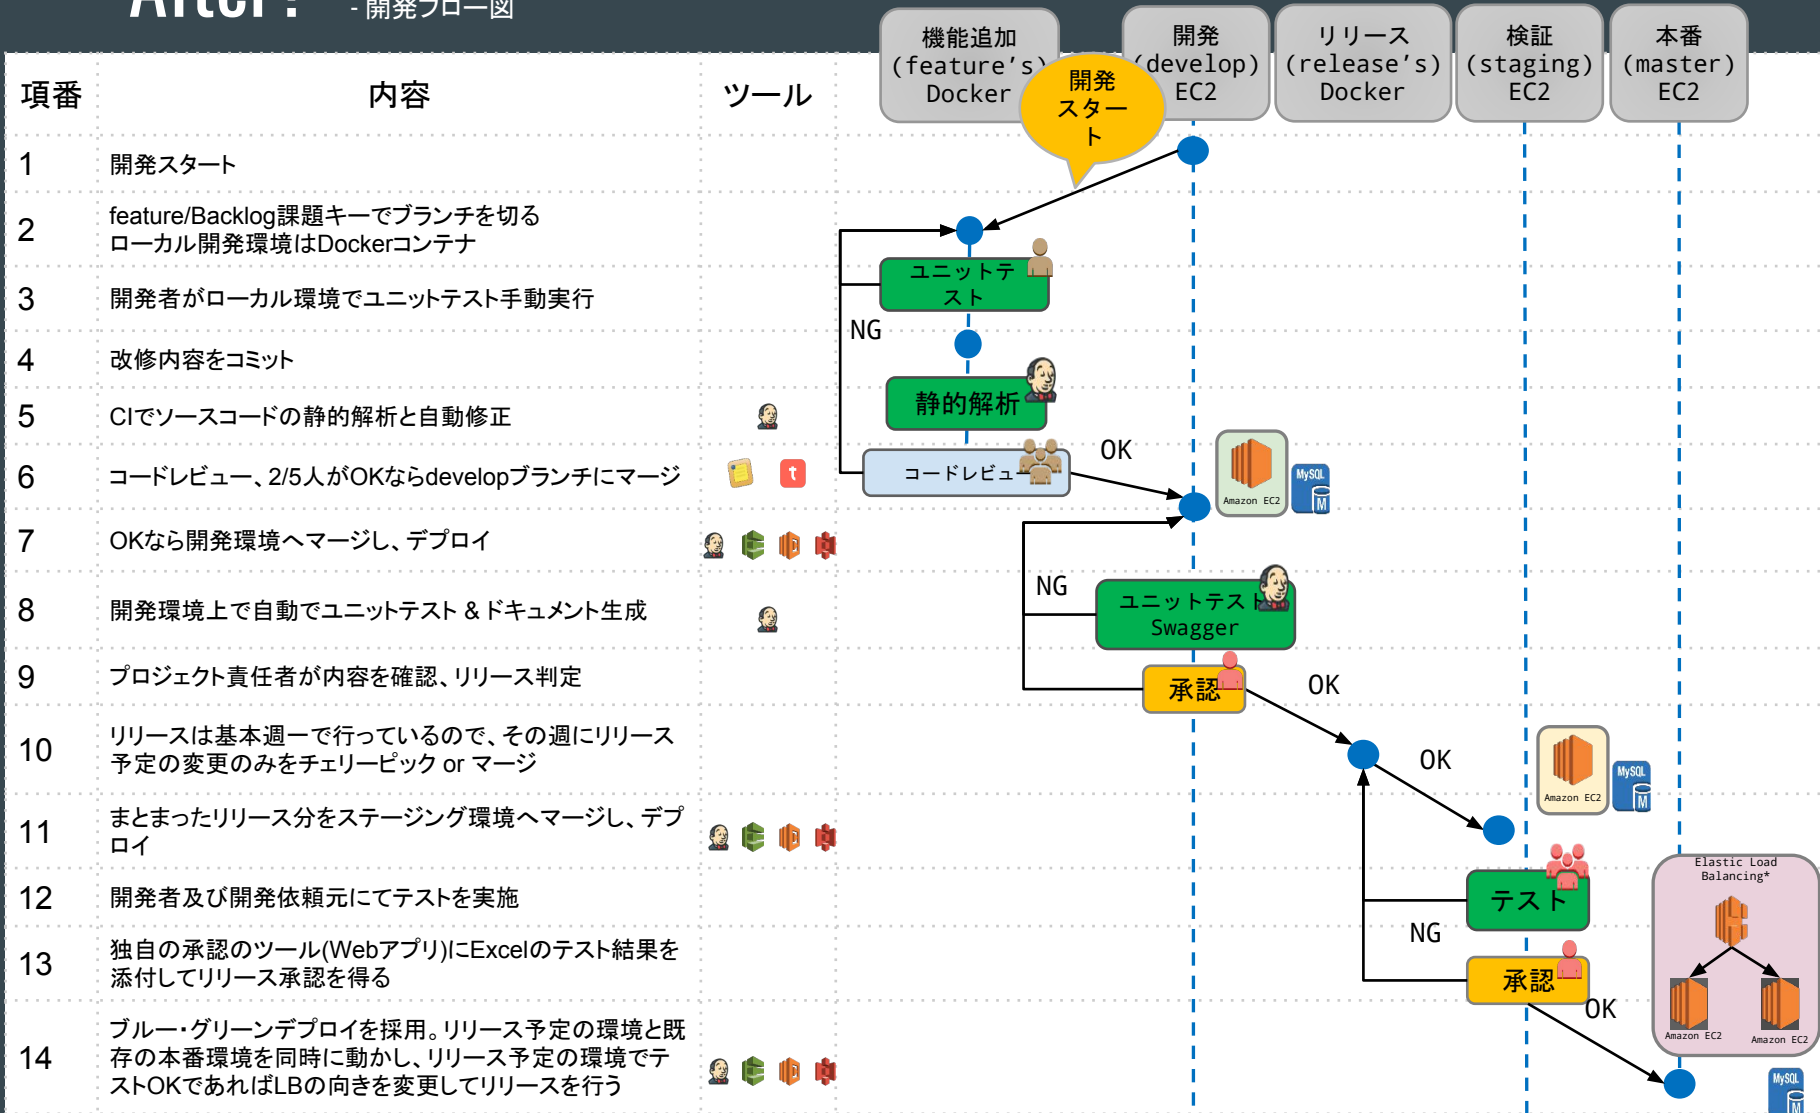 After!
- 開発フロー図
機能追加
(feature's)
Docker
開発
(develop)
EC2
リリース
(release's)
Docker
検証
(staging)
EC2
本番
(master)
EC2
開発
スター
ト
項番
内容
ツール
1
開発スタート
2
feature/Backlog課題キーでブランチを切る
ローカル開発環境はDockerコンテナ
3
開発者がローカル環境でユニットテスト手動実行
4
改修内容をコミット
5
CIでソースコードの静的解析と自動修正
6
コードレビュー、2/5人がOKならdevelopブランチにマージ
t
7
OKなら開発環境へマージし、デプロイ
8
開発環境上で自動でユニットテスト & ドキュメント生成
9
プロジェクト責任者が内容を確認、リリース判定
10
リリースは基本週一で行っているので、その週にリリース
予定の変更のみをチェリーピック or マージ
11
まとまったリリース分をステージング環境へマージし、デプ
ロイ
12
開発者及び開発依頼元にてテストを実施
13
独自の承認のツール(Webアプリ)にExcelのテスト結果を
添付してリリース承認を得る
14
ブルー・グリーンデプロイを採用。リリース予定の環境と既
存の本番環境を同時に動かし、リリース予定の環境でテ
ストOKであればLBの向きを変更してリリースを行う
ユニットテ
スト
NG
静的解析
コードレビュー
OK
Amazon EC2
MySQL
M
NG
ユニットテスト
Swagger
承認
OK
OK
Amazon EC2
MySQL
M
テスト
NG
承認
OK
Elastic Load
Balancing*
Amazon EC2
Amazon EC2
MySQL
M